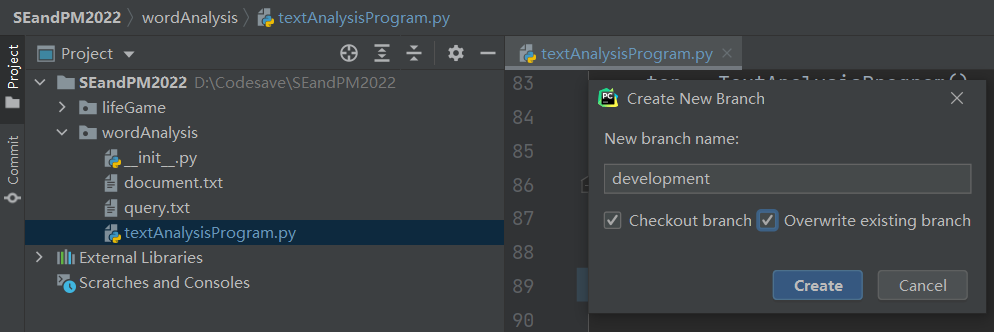 SEandPM2022 wordAnalysis textAnalysisProgram.py
Project
Commit
Project
SEandPM2022 D:\Codesave\SEandPM2022
lifeGame
wordAnalysis
__init__.py
document.txt
query.txt
textAnalysisProgram.py
External Libraries
Scratches and Consoles
textAnalysisProgram.py
83
84
85
86
87
88
89
90
PC
Create New Branch
New branch name:
development
Checkout branch Overwrite existing branch
Create Cancel